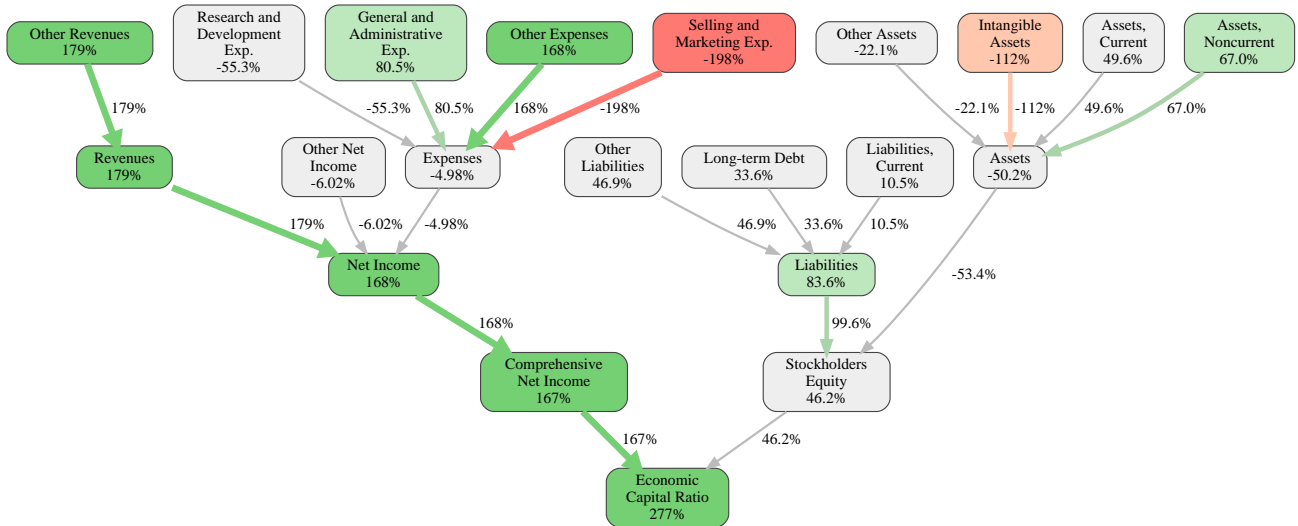 Other Revenues
179%
Research and
Development
Exp.
-55.3%
General and
Administrative
Exp.
80.5%
Other Expenses
168%
Selling and
Marketing Exp.
-198%
Other Assets
-22.1%
Intangible
Assets
-112%
Assets,
Current
49.6%
Assets,
Noncurrent
67.0%
179%
-55.3%
80.5%
168%
-198%
-22.1%
-112%
49.6%
67.0%
Revenues
179%
Other Net
Income
-6.02%
Expenses
-4.98%
Other
Liabilities
46.9%
Long-term Debt
33.6%
Liabilities,
Current
10.5%
Assets
-50.2%
179%
-6.02%
-4.98%
46.9%
33.6%
10.5%
Net Income
168%
Liabilities
83.6%
-53.4%
168%
99.6%
Comprehensive
Net Income
167%
Stockholders
Equity
46.2%
167%
46.2%
Economic
Capital Ratio
277%